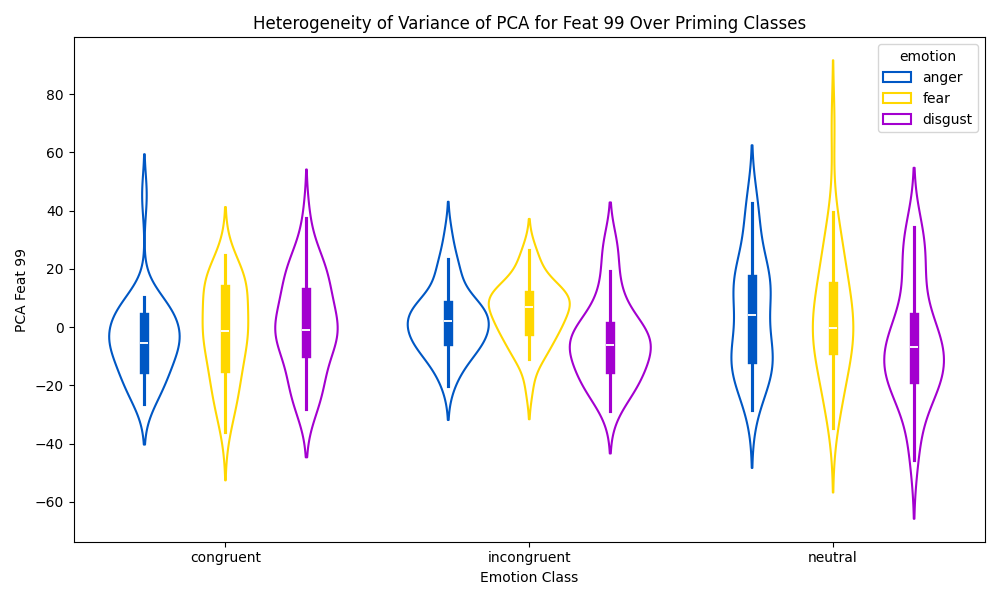 Heterogeneity of Variance of PCA for Feat 99 Over Priming Classes
emotion
anger
fear
disgust
PCA Feat 99
80
60
40
20
0
−20
−40
−60
congruent
incongruent
neutral
Emotion Class